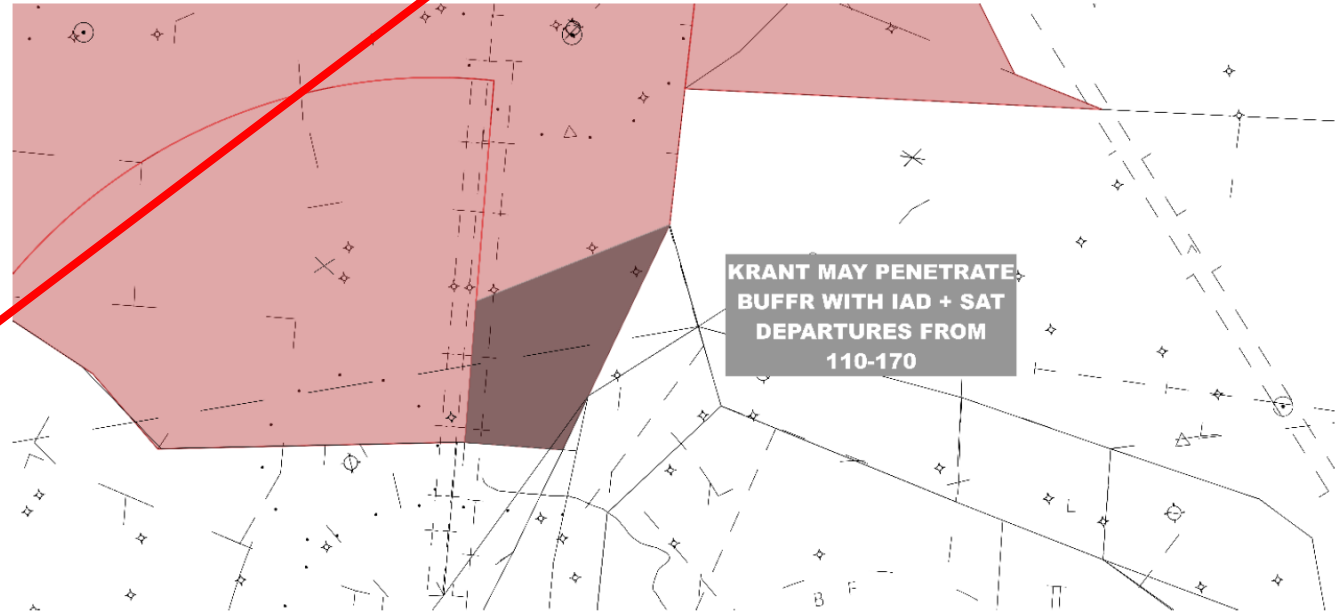 KRANT MAY PENETRATE
BUFFR WITH IAD + SAT
DEPARTURES FROM
110-170
L
B F